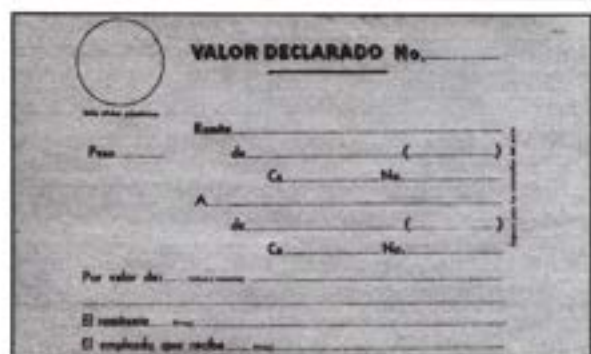 VALOR DECLARADO No.
Remite
Peso
de ( )
Ca No.
A
de ( )
Ca No.
Por valor de:
El remitente
El empleado que recibe